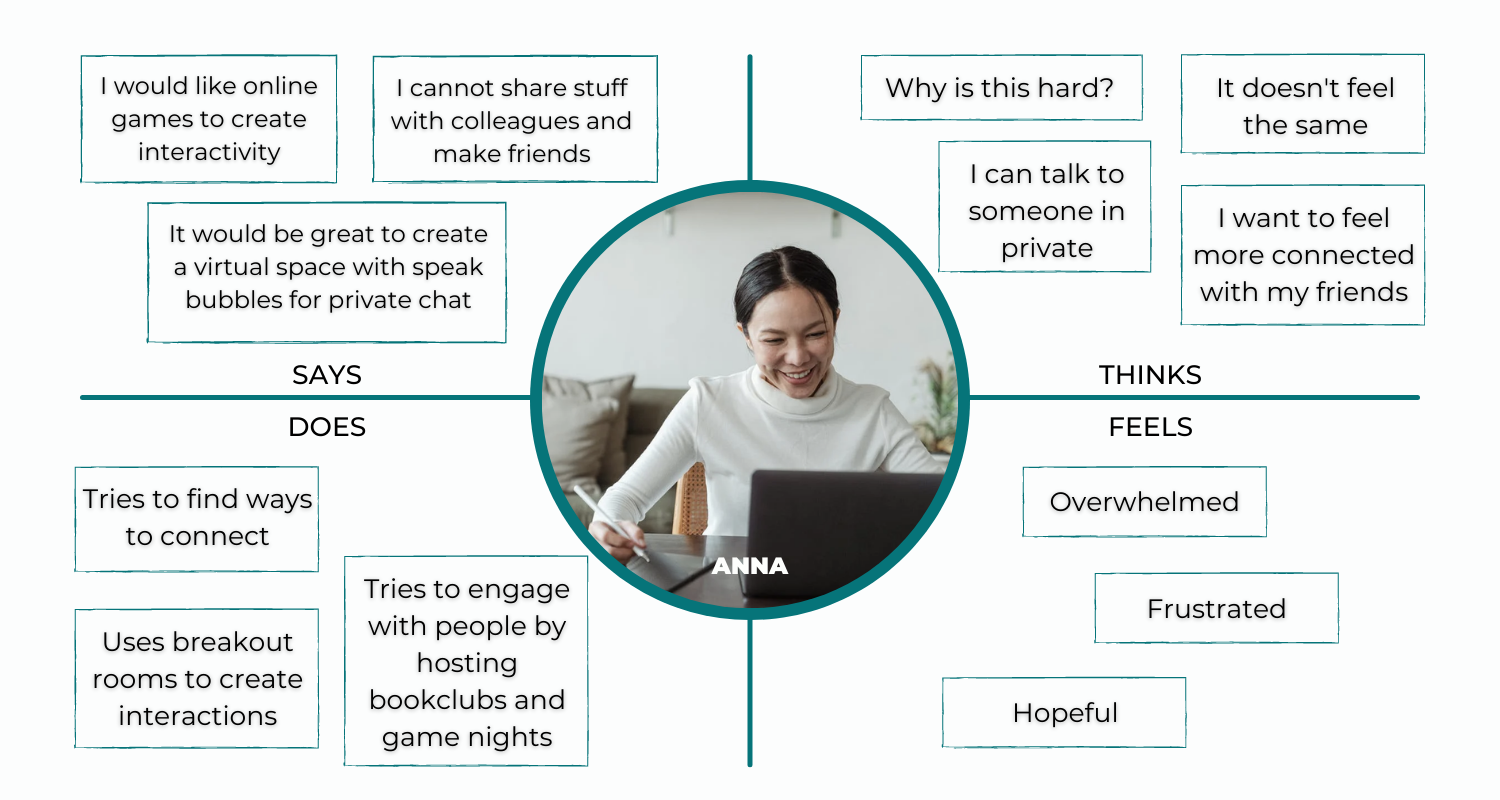 I would like online
games to create
interactivity
I cannot share stuff
with colleagues and
make friends
It would be great to create
a virtual space with speak
bubbles for private chat
SAYS
Why is this hard?
It doesn't feel
the same
I can talk to
someone in
private
I want to feel
more connected
with my friends
THINKS
DOES
Tries to find ways
to connect
Uses breakout
rooms to create
interactions
Tries to engage
with people by
hosting
bookclubs and
game nights
ANNA
FEELS
Overwhelmed
Frustrated
Hopeful